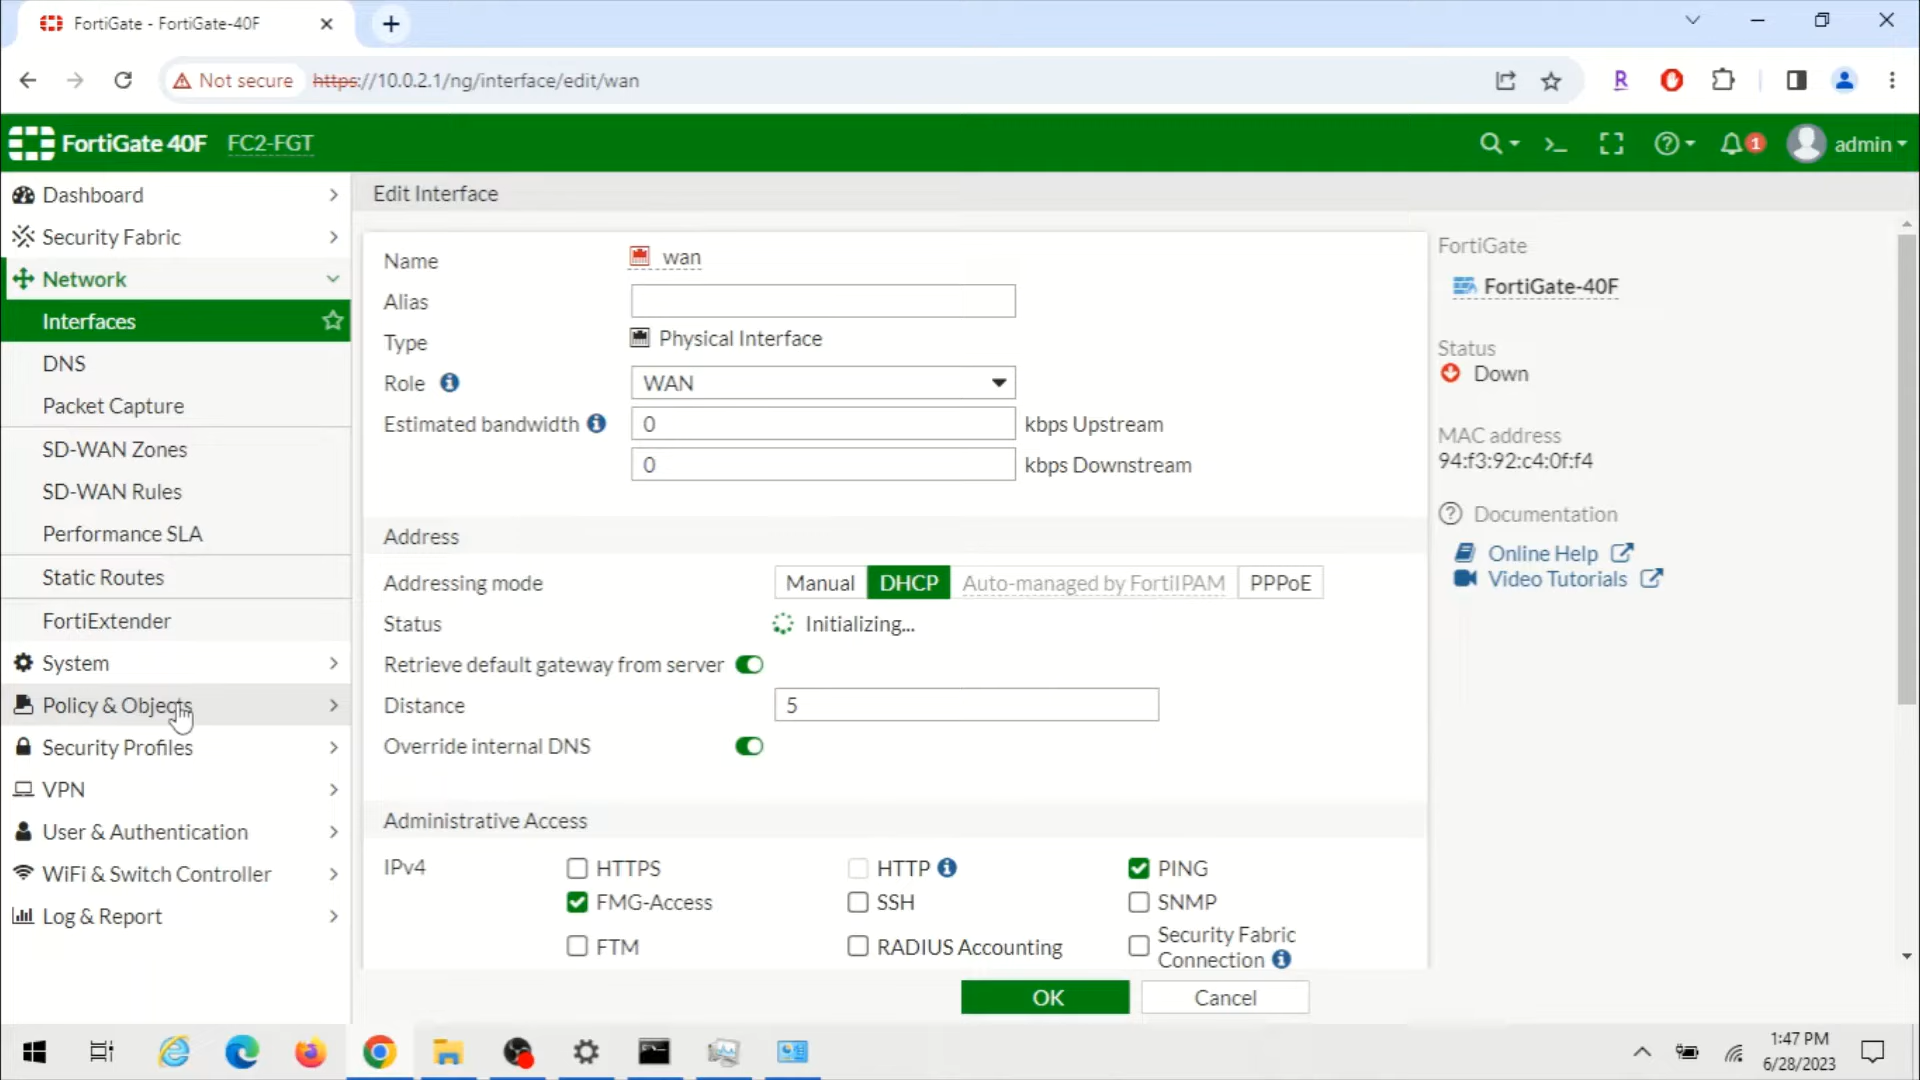 FortiGate - FortiGate-40F
Not secure https://10.0.2.1/ng/interface/edit/wan
R
FortiGate 40F FC2-FGT
1 admin
Dashboard
Security Fabric
Network
Interfaces
DNS
Packet Capture
SD-WAN Zones
SD-WAN Rules
Performance SLA
Static Routes
FortiExtender
System
Policy & Objects
Security Profiles
VPN
User & Authentication
WiFi & Switch Controller
Log & Report
Edit Interface
Name wan
Alias
Type Physical Interface
Role WAN
Estimated bandwidth 0 kbps Upstream
0 kbps Downstream
Address
Addressing mode Manual DHCP Auto-managed by FortiIPAM PPPoE
Status Initializing...
Retrieve default gateway from server
Distance 5
Override internal DNS
Administrative Access
IPv4 HTTPS HTTP PING
FMG-Access SSH SNMP
FTM RADIUS Accounting Security Fabric
Connection
OK Cancel
FortiGate
FortiGate-40F
Status
Down
MAC address
94:f3:92:c4:0f:f4
Documentation
Online Help
Video Tutorials
1:47 PM
6/28/2023